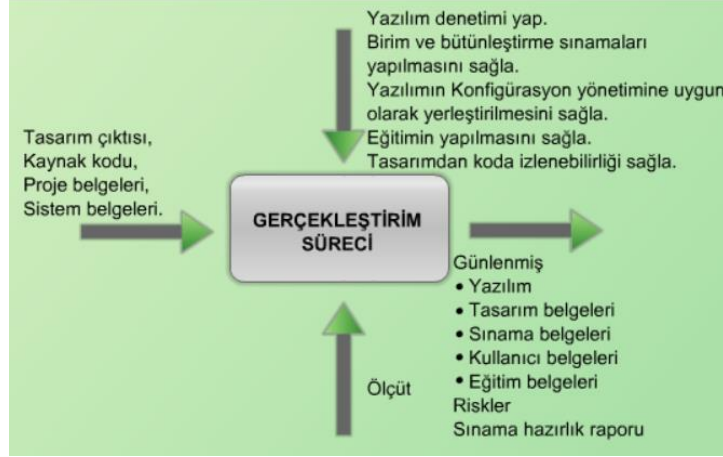 Yazılım denetimi yap.
Birim ve bütünleştirme sınamaları
yapılmasını sağla.
Yazılımın Konfigürasyon yönetimine uygun
olarak yerleştirilmesini sağla.
Eğitimin yapılmasını sağla.
Tasarımdan koda izlenebilirliği sağla.
Tasarım çıktısı,
Kaynak kodu,
Proje belgeleri,
Sistem belgeleri.
GERÇEKLEŞTİRİM
SÜRECİ
Günlenmiş
• Yazılım
• Tasarım belgeleri
• Sınama belgeleri
• Kullanıcı belgeleri
• Eğitim belgeleri
Riskler
Sınama hazırlık raporu
Ölçüt